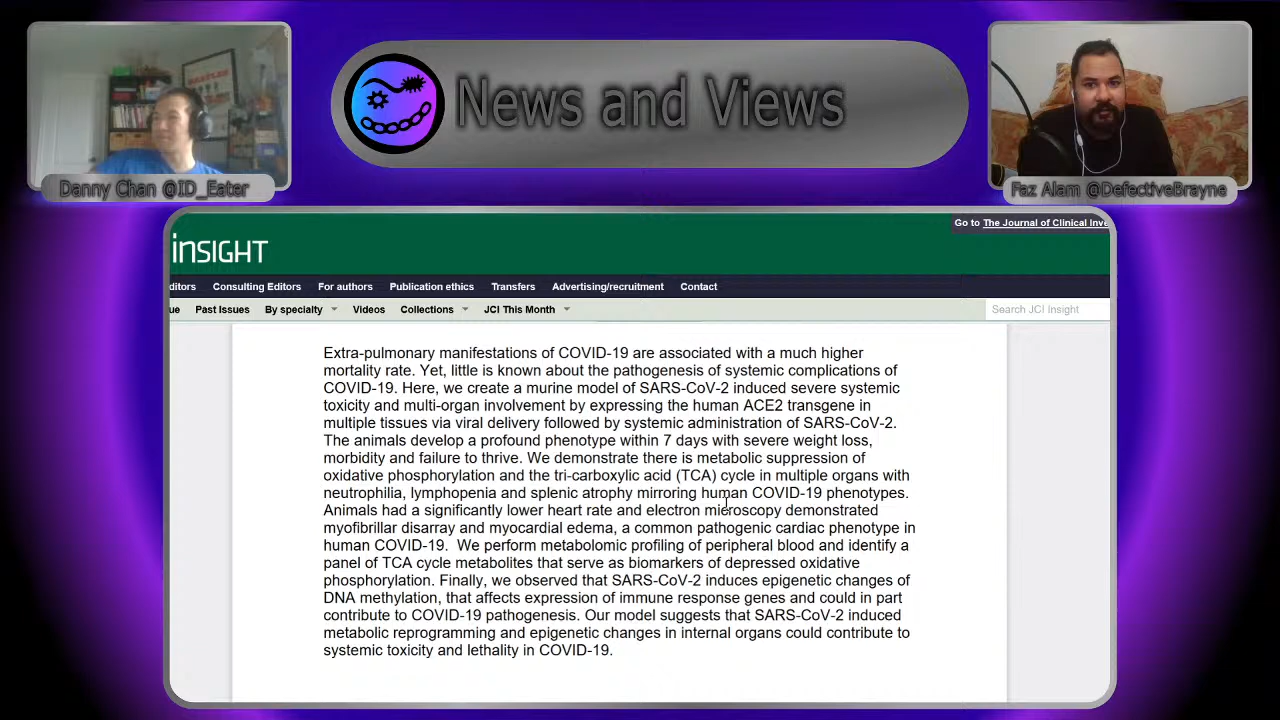 News and Views
Danny Chan @ID_Eater
Faz Alam @DefectiveBrayne
Go to The Journal of Clinical Inve
insight
ditors Consulting Editors For authors Publication ethics Transfers Advertising/recruitment Contact
ue Past Issues By specialty Videos Collections JCI This Month Search JCI Insight
Extra-pulmonary manifestations of COVID-19 are associated with a much higher
mortality rate. Yet, little is known about the pathogenesis of systemic complications of
COVID-19. Here, we create a murine model of SARS-CoV-2 induced severe systemic
toxicity and multi-organ involvement by expressing the human ACE2 transgene in
multiple tissues via viral delivery followed by systemic administration of SARS-CoV-2.
The animals develop a profound phenotype within 7 days with severe weight loss,
morbidity and failure to thrive. We demonstrate there is metabolic suppression of
oxidative phosphorylation and the tri-carboxylic acid (TCA) cycle in multiple organs with
neutrophilia, lymphopenia and splenic atrophy mirroring human COVID-19 phenotypes.
Animals had a significantly lower heart rate and electron microscopy demonstrated
myofibrillar disarray and myocardial edema, a common pathogenic cardiac phenotype in
human COVID-19. We perform metabolomic profiling of peripheral blood and identify a
panel of TCA cycle metabolites that serve as biomarkers of depressed oxidative
phosphorylation. Finally, we observed that SARS-CoV-2 induces epigenetic changes of
DNA methylation, that affects expression of immune response genes and could in part
contribute to COVID-19 pathogenesis. Our model suggests that SARS-CoV-2 induced
metabolic reprogramming and epigenetic changes in internal organs could contribute to
systemic toxicity and lethality in COVID-19.